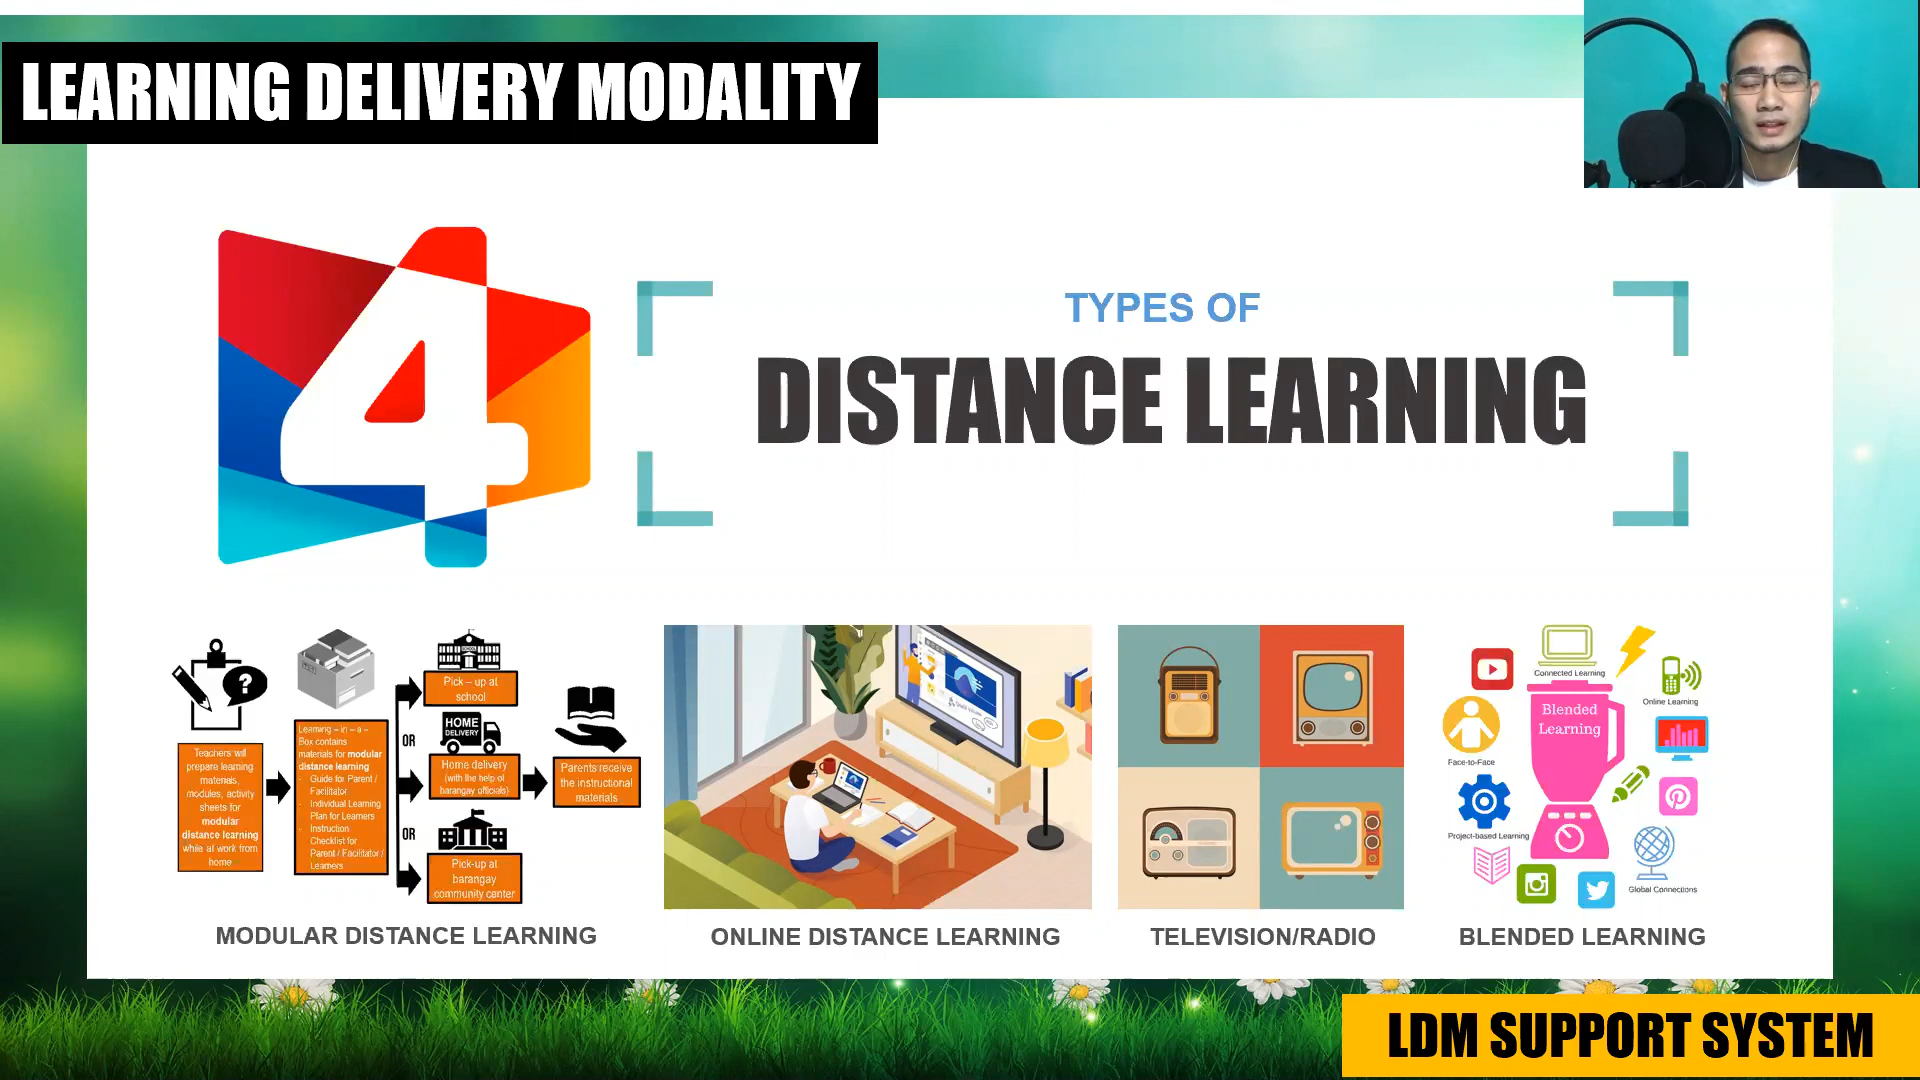 LEARNING DELIVERY MODALITY
4
TYPES OF
DISTANCE LEARNING
Teachers will
prepare learning
materials,
modules, activity
sheets for
modular
distance learning
while at work from
home
Learning – in – a –
Box contains
materials for modular
distance learning
- Guide for Parent /
Facilitator
- Individual Learning
Plan for Learners
- Instruction
Checklist for
Parent / Facilitator /
Learners
SCHOOL
Pick – up at
school
OR
HOME
DELIVERY
Home delivery
(with the help of
barangay officials)
OR
Pick-up at
barangay
community center
Parents receive
the instructional
materials
MODULAR DISTANCE LEARNING
ONLINE DISTANCE LEARNING
TELEVISION/RADIO
Connected Learning
Online Learning
Blended
Learning
Face-to-Face
Project-based Learning
Global Connections
BLENDED LEARNING
LDM SUPPORT SYSTEM